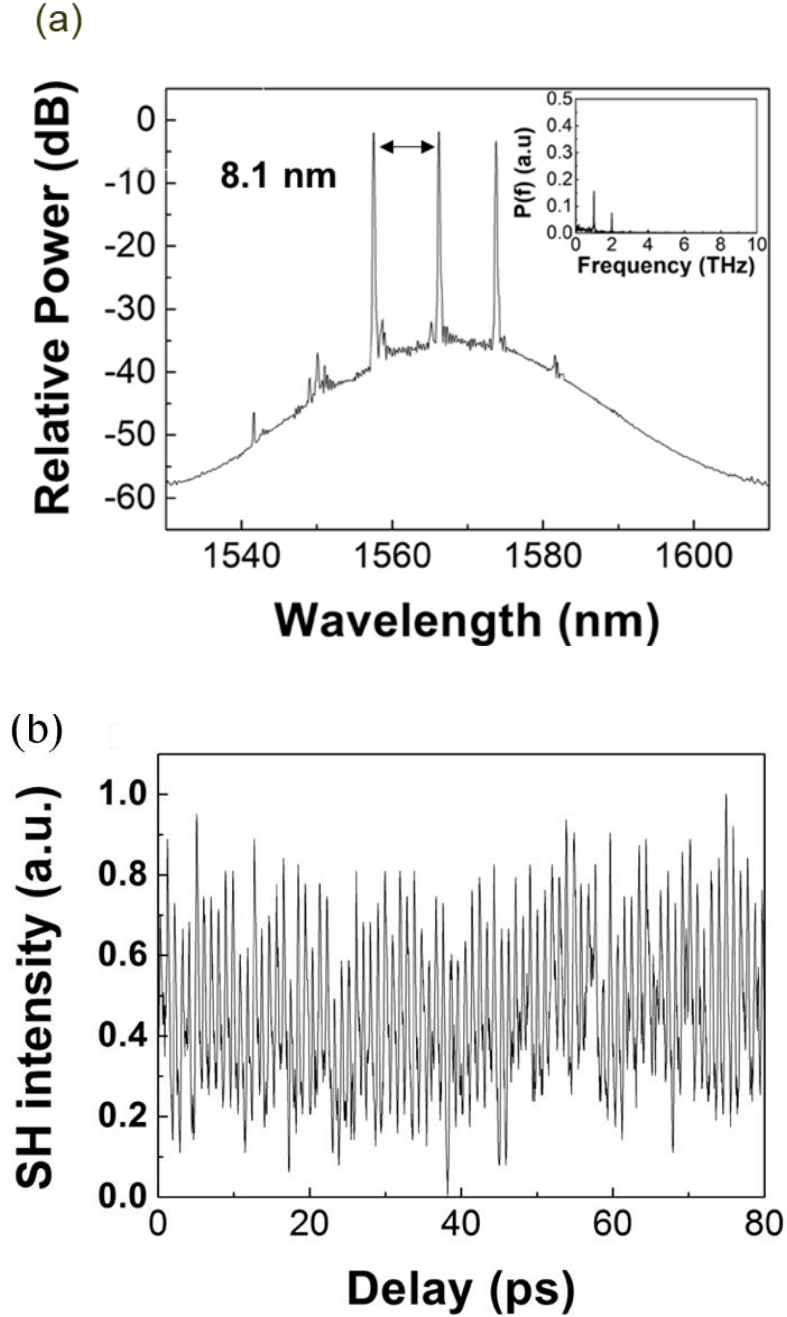 (a)
Relative Power (dB)
0
-10
-20
-30
-40
-50
-60
8.1 nm
P(f) (a.u)
0.5
0.4
0.3
0.2
0.1
0.0
0 2 4 6 8 10
Frequency (THz)
1540 1560 1580 1600
Wavelength (nm)
(b)
SH intensity (a.u.)
1.0
0.8
0.6
0.4
0.2
0.0
0 20 40 60 80
Delay (ps)